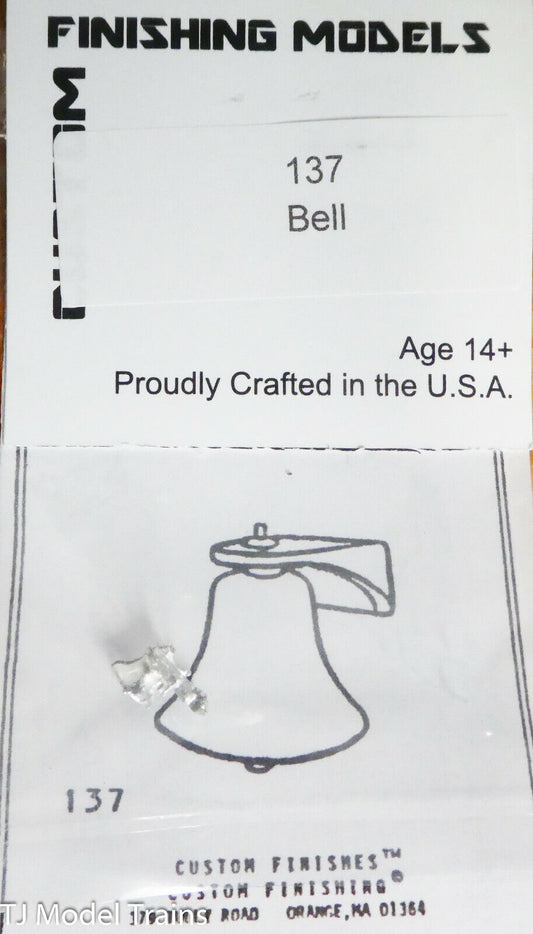 FINISHING MODELS
137
Bell
Age 14+
Proudly Crafted in the U.S.A.
137
CUSTOM FINISHES™
CUSTOM FINISHING®
ROAD ORANGE, MA 01364
TJ Model Trains